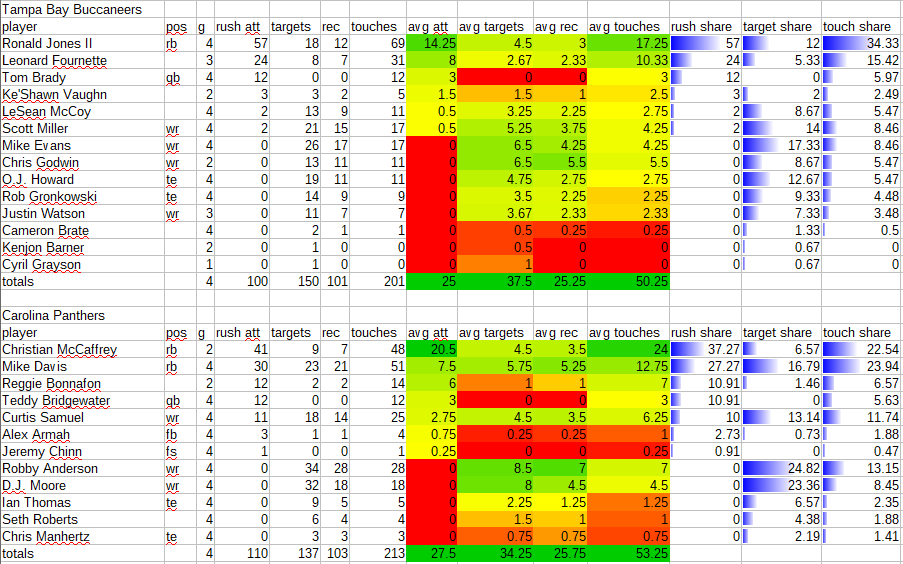 Tampa Bay Buccaneers
player pos g rush att targets rec touches avg att avg targets avg rec avg touches rush share target share touch share
Ronald Jones II rb 4 57 18 12 69 14.25 4.5 3 17.25 57 12 34.33
Leonard Fournette 3 24 8 7 31 8 2.67 2.33 10.33 24 5.33 15.42
Tom Brady qb 4 12 0 0 12 3 0 0 3 12 0 5.97
Ke'Shawn Vaughn 2 3 3 2 5 1.5 1.5 1 2.5 3 2 2.49
LeSean McCoy 4 2 13 9 11 0.5 3.25 2.25 2.75 2 8.67 5.47
Scott Miller wr 4 2 21 15 17 0.5 5.25 3.75 4.25 2 14 8.46
Mike Evans wr 4 0 26 17 17 0 6.5 4.25 4.25 0 17.33 8.46
Chris Godwin wr 2 0 13 11 11 0 6.5 5.5 5.5 0 8.67 5.47
O.J. Howard te 4 0 19 11 11 0 4.75 2.75 2.75 0 12.67 5.47
Rob Gronkowski te 4 0 14 9 9 0 3.5 2.25 2.25 0 9.33 4.48
Justin Watson wr 3 0 11 7 7 0 3.67 2.33 2.33 0 7.33 3.48
Cameron Brate 4 0 2 1 1 0 0.5 0.25 0.25 0 1.33 0.5
Kenjon Barner 2 0 1 0 0 0 0.5 0 0 0 0.67 0
Cyril Grayson 1 0 1 0 0 0 1 0 0 0 0.67 0
totals 4 100 150 101 201 25 37.5 25.25 50.25
Carolina Panthers
player pos g rush att targets rec touches avg att avg targets avg rec avg touches rush share target share touch share
Christian McCaffrey rb 2 41 9 7 48 20.5 4.5 3.5 24 37.27 6.57 22.54
Mike Davis rb 4 30 23 21 51 7.5 5.75 5.25 12.75 27.27 16.79 23.94
Reggie Bonnafon 2 12 2 2 14 6 1 1 7 10.91 1.46 6.57
Teddy Bridgewater qb 4 12 0 0 12 3 0 0 3 10.91 0 5.63
Curtis Samuel wr 4 11 18 14 25 2.75 4.5 3.5 6.25 10 13.14 11.74
Alex Armah fb 4 3 1 1 4 0.75 0.25 0.25 1 2.73 0.73 1.88
Jeremy Chinn fs 4 1 0 0 1 0.25 0 0 0.25 0.91 0 0.47
Robby Anderson wr 4 0 34 28 28 0 8.5 7 7 0 24.82 13.15
D.J. Moore wr 4 0 32 18 18 0 8 4.5 4.5 0 23.36 8.45
Ian Thomas te 4 0 9 5 5 0 2.25 1.25 1.25 0 6.57 2.35
Seth Roberts 4 0 6 4 4 0 1.5 1 1 0 4.38 1.88
Chris Manhertz te 4 0 3 3 3 0 0.75 0.75 0.75 0 2.19 1.41
totals 4 110 137 103 213 27.5 34.25 25.75 53.25